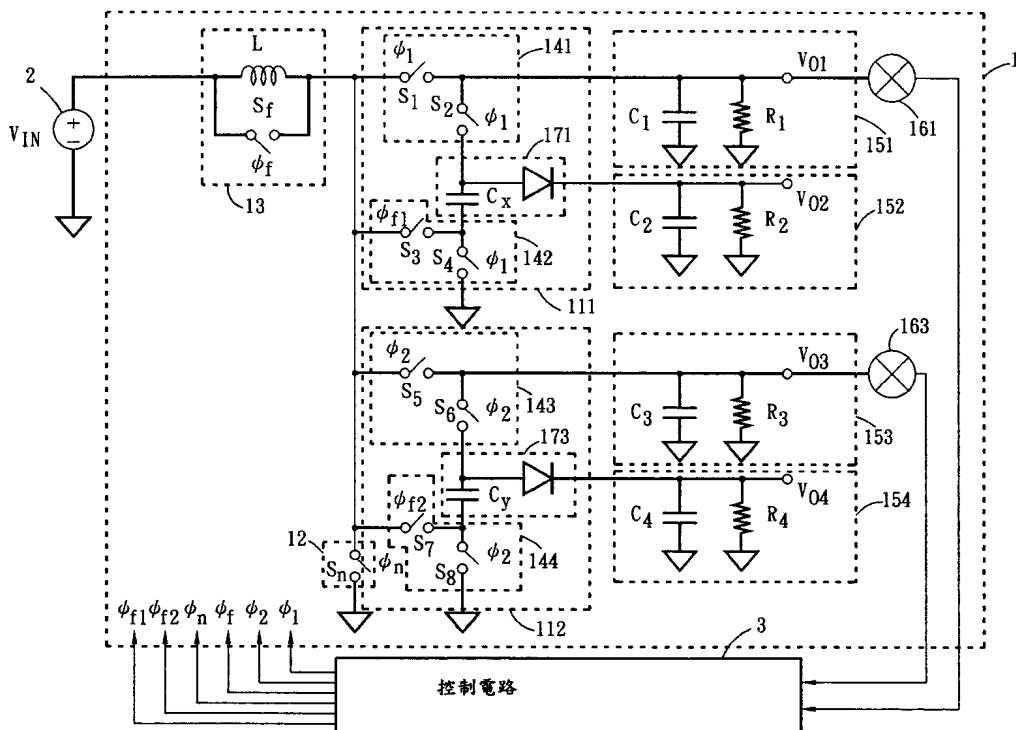 1
2
V_IN
L
S_f
ϕ_f
13
ϕ_1
S_1
S_2
ϕ_1
141
171
C_x
ϕ_f1
S_3
S_4
ϕ_1
142
111
C_1
R_1
V_O1
151
161
C_2
R_2
V_O2
152
ϕ_2
S_5
S_6
ϕ_2
143
173
C_y
ϕ_f2
S_7
S_8
ϕ_2
144
112
C_3
R_3
V_O3
153
163
C_4
R_4
V_O4
154
12
S_n
ϕ_n
ϕ_f1 ϕ_f2 ϕ_n ϕ_f ϕ_2 ϕ_1
3
控制電路